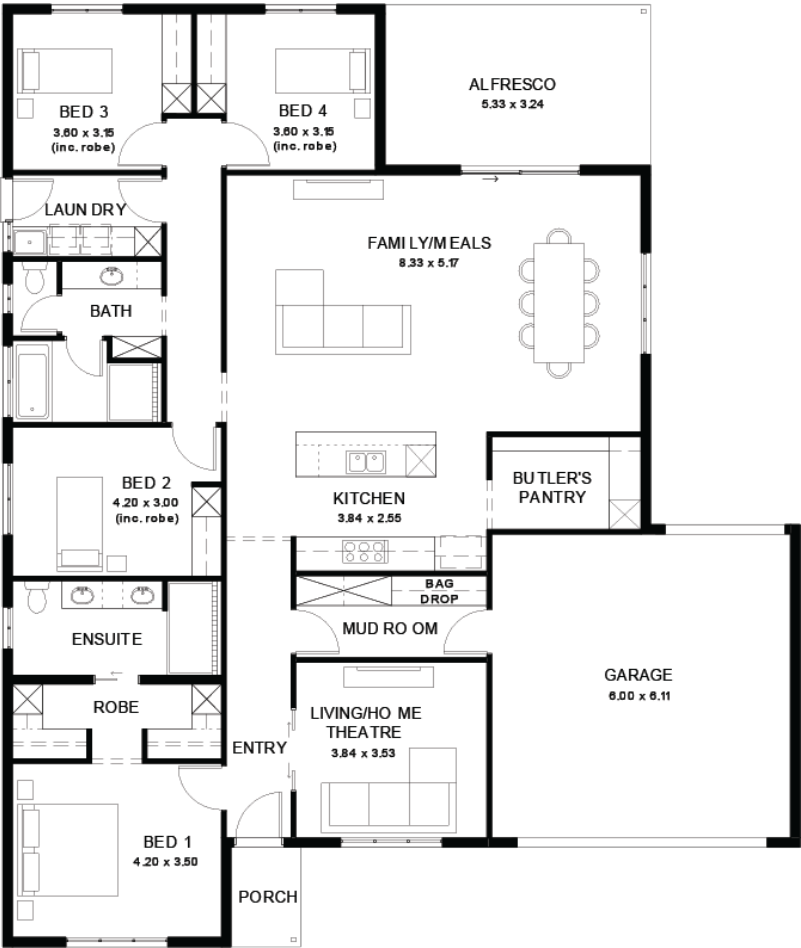 BED 3
3.60 x 3.15
(inc. robe)
BED 4
3.60 x 3.15
(inc. robe)
ALFRESCO
5.33 x 3.24
LAUNDRY
FAMILY/MEALS
8.33 x 5.17
BATH
BED 2
4.20 x 3.00
(inc. robe)
KITCHEN
3.84 x 2.55
BUTLER'S
PANTRY
BAG
DROP
MUD ROOM
ENSUITE
GARAGE
6.00 x 6.11
ROBE
LIVING/HOME
THEATRE
3.84 x 3.53
ENTRY
BED 1
4.20 x 3.50
PORCH